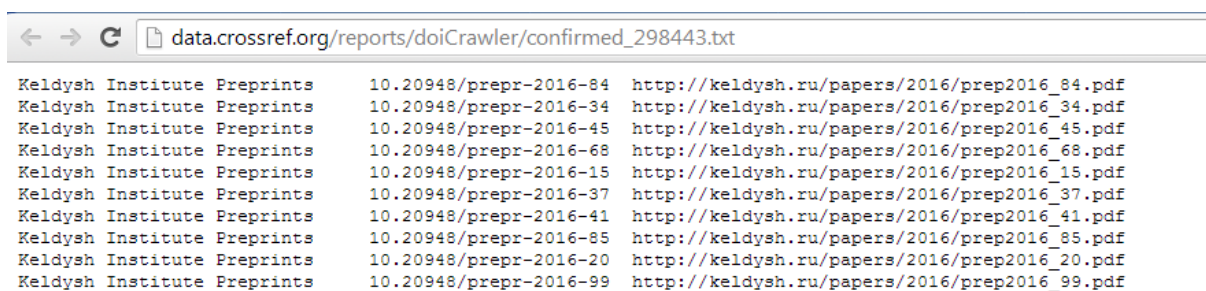 data.crossref.org/reports/doiCrawler/confirmed_298443.txt
Keldysh Institute Preprints 10.20948/prepr-2016-84 http://keldysh.ru/papers/2016/prep2016_84.pdf
Keldysh Institute Preprints 10.20948/prepr-2016-34 http://keldysh.ru/papers/2016/prep2016_34.pdf
Keldysh Institute Preprints 10.20948/prepr-2016-45 http://keldysh.ru/papers/2016/prep2016_45.pdf
Keldysh Institute Preprints 10.20948/prepr-2016-68 http://keldysh.ru/papers/2016/prep2016_68.pdf
Keldysh Institute Preprints 10.20948/prepr-2016-15 http://keldysh.ru/papers/2016/prep2016_15.pdf
Keldysh Institute Preprints 10.20948/prepr-2016-37 http://keldysh.ru/papers/2016/prep2016_37.pdf
Keldysh Institute Preprints 10.20948/prepr-2016-41 http://keldysh.ru/papers/2016/prep2016_41.pdf
Keldysh Institute Preprints 10.20948/prepr-2016-85 http://keldysh.ru/papers/2016/prep2016_85.pdf
Keldysh Institute Preprints 10.20948/prepr-2016-20 http://keldysh.ru/papers/2016/prep2016_20.pdf
Keldysh Institute Preprints 10.20948/prepr-2016-99 http://keldysh.ru/papers/2016/prep2016_99.pdf